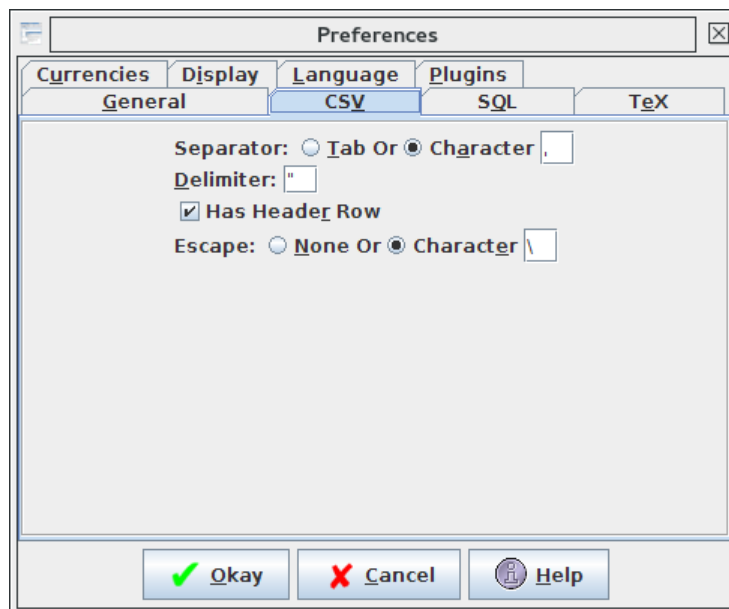 Preferences
Currencies Display Language Plugins
General CSV SQL TeX
Separator: Tab Or Character ,
Delimiter: "
Has Header Row
Escape: None Or Character \
Okay Cancel Help